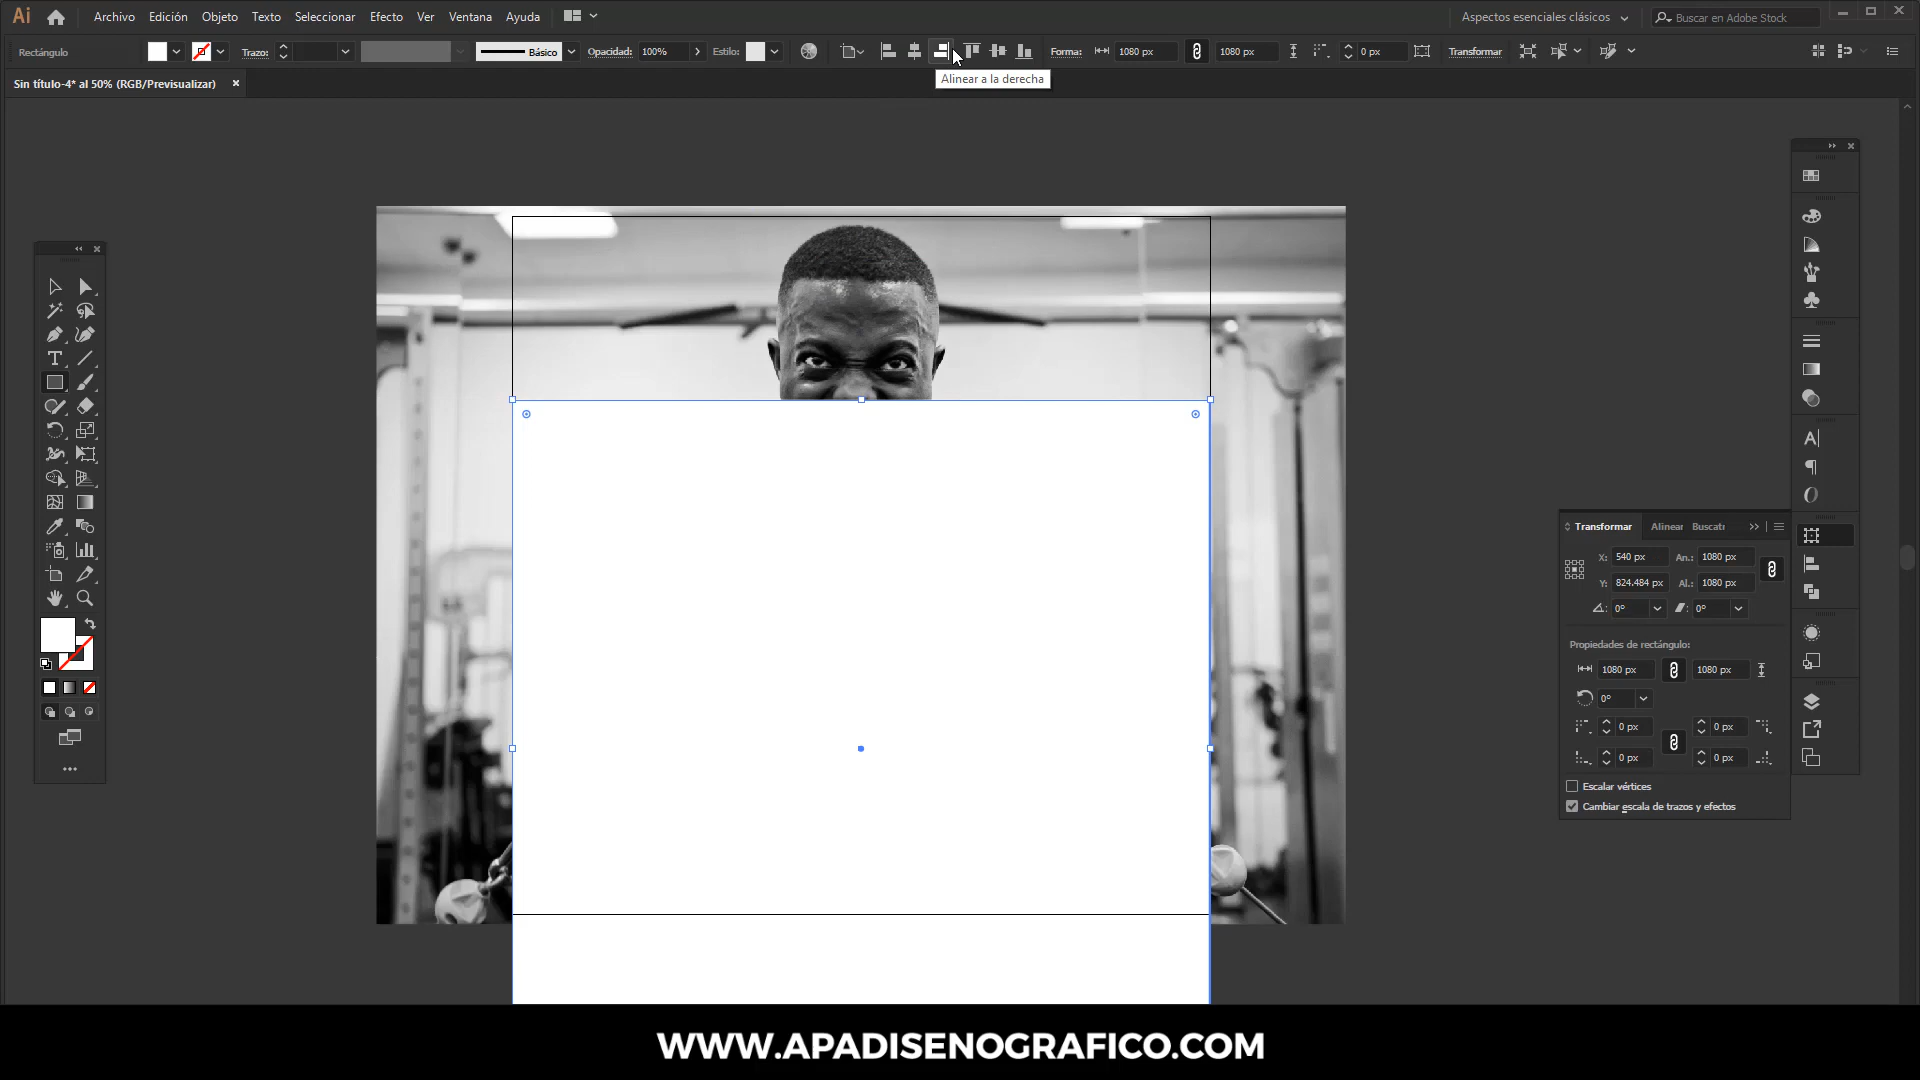 Ai
Archivo Edición Objeto Texto Seleccionar Efecto Ver Ventana Ayuda
Aspectos esenciales clásicos
Buscar en Adobe Stock
Rectángulo
Trazo:
Básico
Opacidad: 100%
Estilo:
Forma: 1080 px 1080 px 0 px
Transformar
Alinear a la derecha
Sin título-4* al 50% (RGB/Previsualizar)
Transformar Alinear Buscatr
X: 540 px An.: 1080 px
Y: 824.484 px Al.: 1080 px
0° 0°
Propiedades de rectángulo:
1080 px 1080 px
0°
0 px 0 px
0 px 0 px
Escalar vértices
Cambiar escala de trazos y efectos
WWW.APADISENOGRAFICO.COM